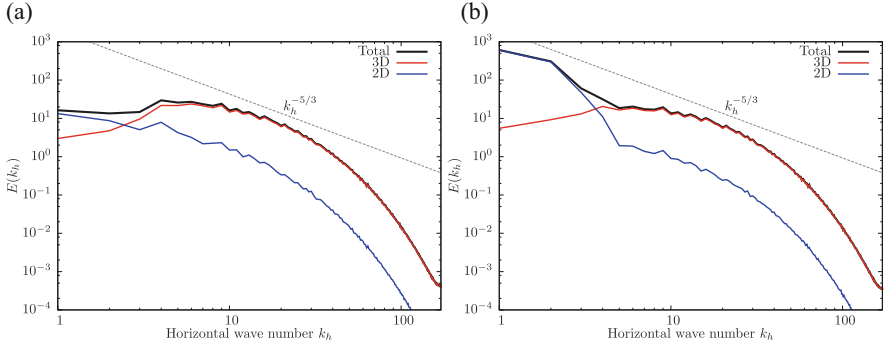 (a)
10^3
10^2
10^1
10^0
10^-1
10^-2
10^-3
10^-4
E(k_h)
Total
3D
2D
k_h^-5/3
1
10
100
Horizontal wave number k_h
(b)
10^3
10^2
10^1
10^0
10^-1
10^-2
10^-3
10^-4
E(k_h)
Total
3D
2D
k_h^-5/3
1
10
100
Horizontal wave number k_h